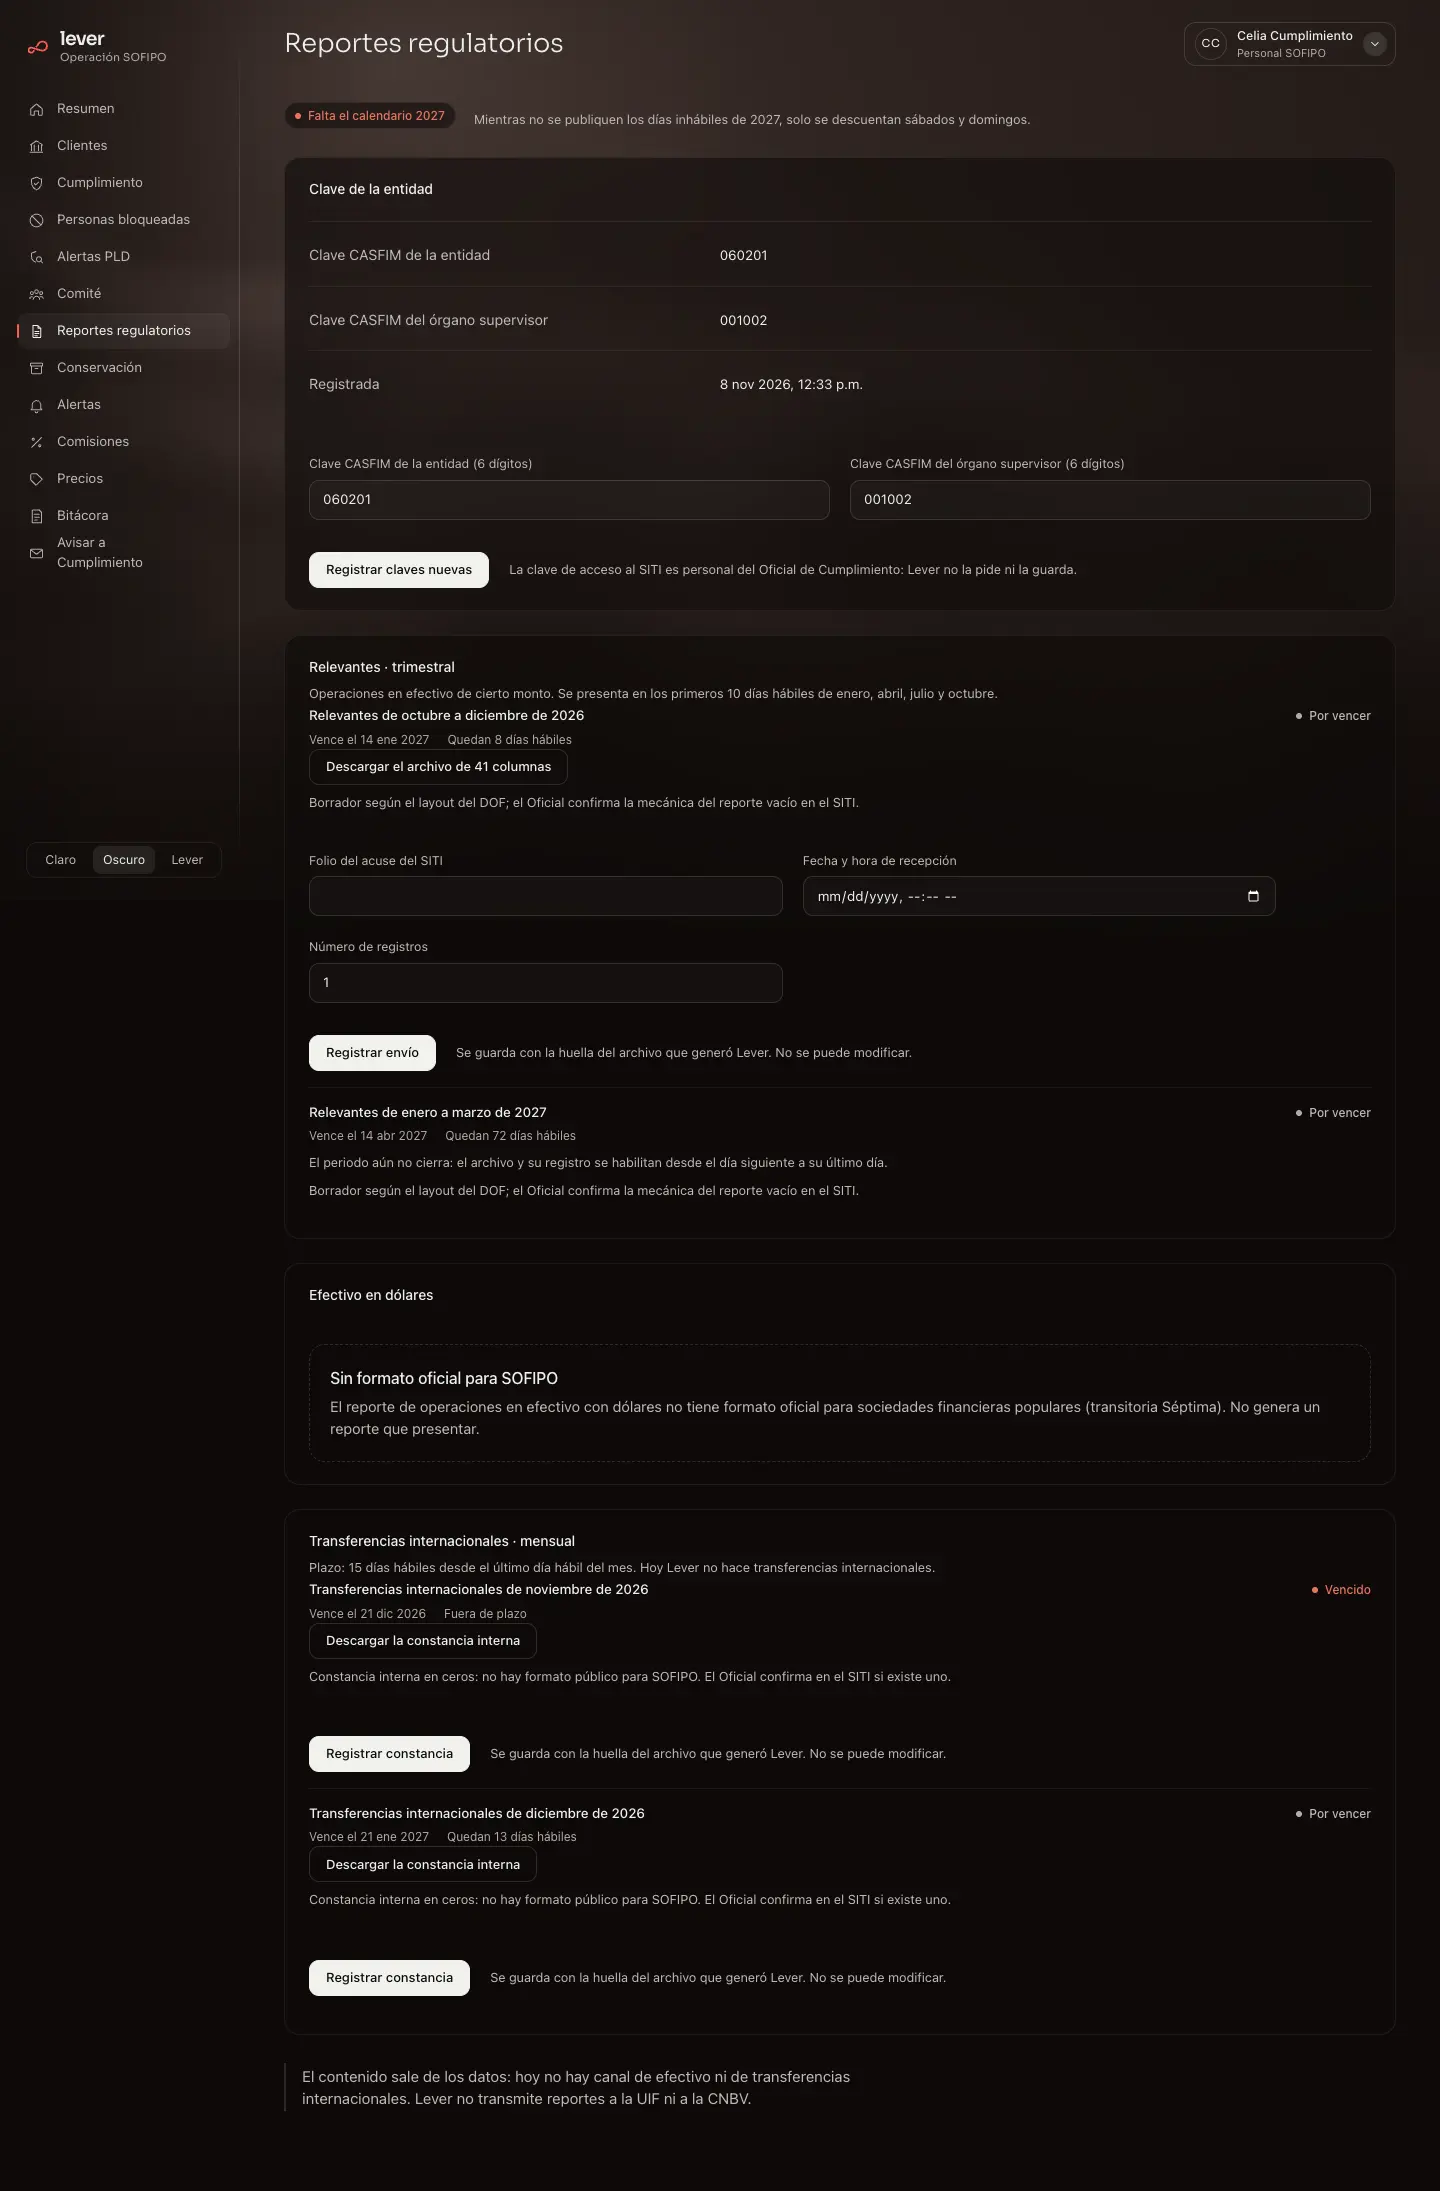 lever
Operación SOFIPO
Resumen
Clientes
Cumplimiento
Personas bloqueadas
Alertas PLD
Comité
Reportes regulatorios
Conservación
Alertas
Comisiones
Precios
Bitácora
Avisar a
Cumplimiento
Claro Oscuro Lever
Reportes regulatorios
CC
Celia Cumplimiento
Personal SOFIPO
Falta el calendario 2027
Mientras no se publiquen los días inhábiles de 2027, solo se descuentan sábados y domingos.
Clave de la entidad
Clave CASFIM de la entidad 060201
Clave CASFIM del órgano supervisor 001002
Registrada 8 nov 2026, 12:33 p.m.
Clave CASFIM de la entidad (6 dígitos) Clave CASFIM del órgano supervisor (6 dígitos)
060201 001002
Registrar claves nuevas La clave de acceso al SITI es personal del Oficial de Cumplimiento: Lever no la pide ni la guarda.
Relevantes · trimestral
Operaciones en efectivo de cierto monto. Se presenta en los primeros 10 días hábiles de enero, abril, julio y octubre.
Relevantes de octubre a diciembre de 2026 Por vencer
Vence el 14 ene 2027 Quedan 8 días hábiles
Descargar el archivo de 41 columnas
Borrador según el layout del DOF; el Oficial confirma la mecánica del reporte vacío en el SITI.
Folio del acuse del SITI Fecha y hora de recepción
mm/dd/yyyy, --:-- --
Número de registros
1
Registrar envío Se guarda con la huella del archivo que generó Lever. No se puede modificar.
Relevantes de enero a marzo de 2027 Por vencer
Vence el 14 abr 2027 Quedan 72 días hábiles
El periodo aún no cierra: el archivo y su registro se habilitan desde el día siguiente a su último día.
Borrador según el layout del DOF; el Oficial confirma la mecánica del reporte vacío en el SITI.
Efectivo en dólares
Sin formato oficial para SOFIPO
El reporte de operaciones en efectivo con dólares no tiene formato oficial para sociedades financieras populares (transitoria Séptima). No genera un
reporte que presentar.
Transferencias internacionales · mensual
Plazo: 15 días hábiles desde el último día hábil del mes. Hoy Lever no hace transferencias internacionales.
Transferencias internacionales de noviembre de 2026 Vencido
Vence el 21 dic 2026 Fuera de plazo
Descargar la constancia interna
Constancia interna en ceros: no hay formato público para SOFIPO. El Oficial confirma en el SITI si existe uno.
Registrar constancia Se guarda con la huella del archivo que generó Lever. No se puede modificar.
Transferencias internacionales de diciembre de 2026 Por vencer
Vence el 21 ene 2027 Quedan 13 días hábiles
Descargar la constancia interna
Constancia interna en ceros: no hay formato público para SOFIPO. El Oficial confirma en el SITI si existe uno.
Registrar constancia Se guarda con la huella del archivo que generó Lever. No se puede modificar.
El contenido sale de los datos: hoy no hay canal de efectivo ni de transferencias
internacionales. Lever no transmite reportes a la UIF ni a la CNBV.